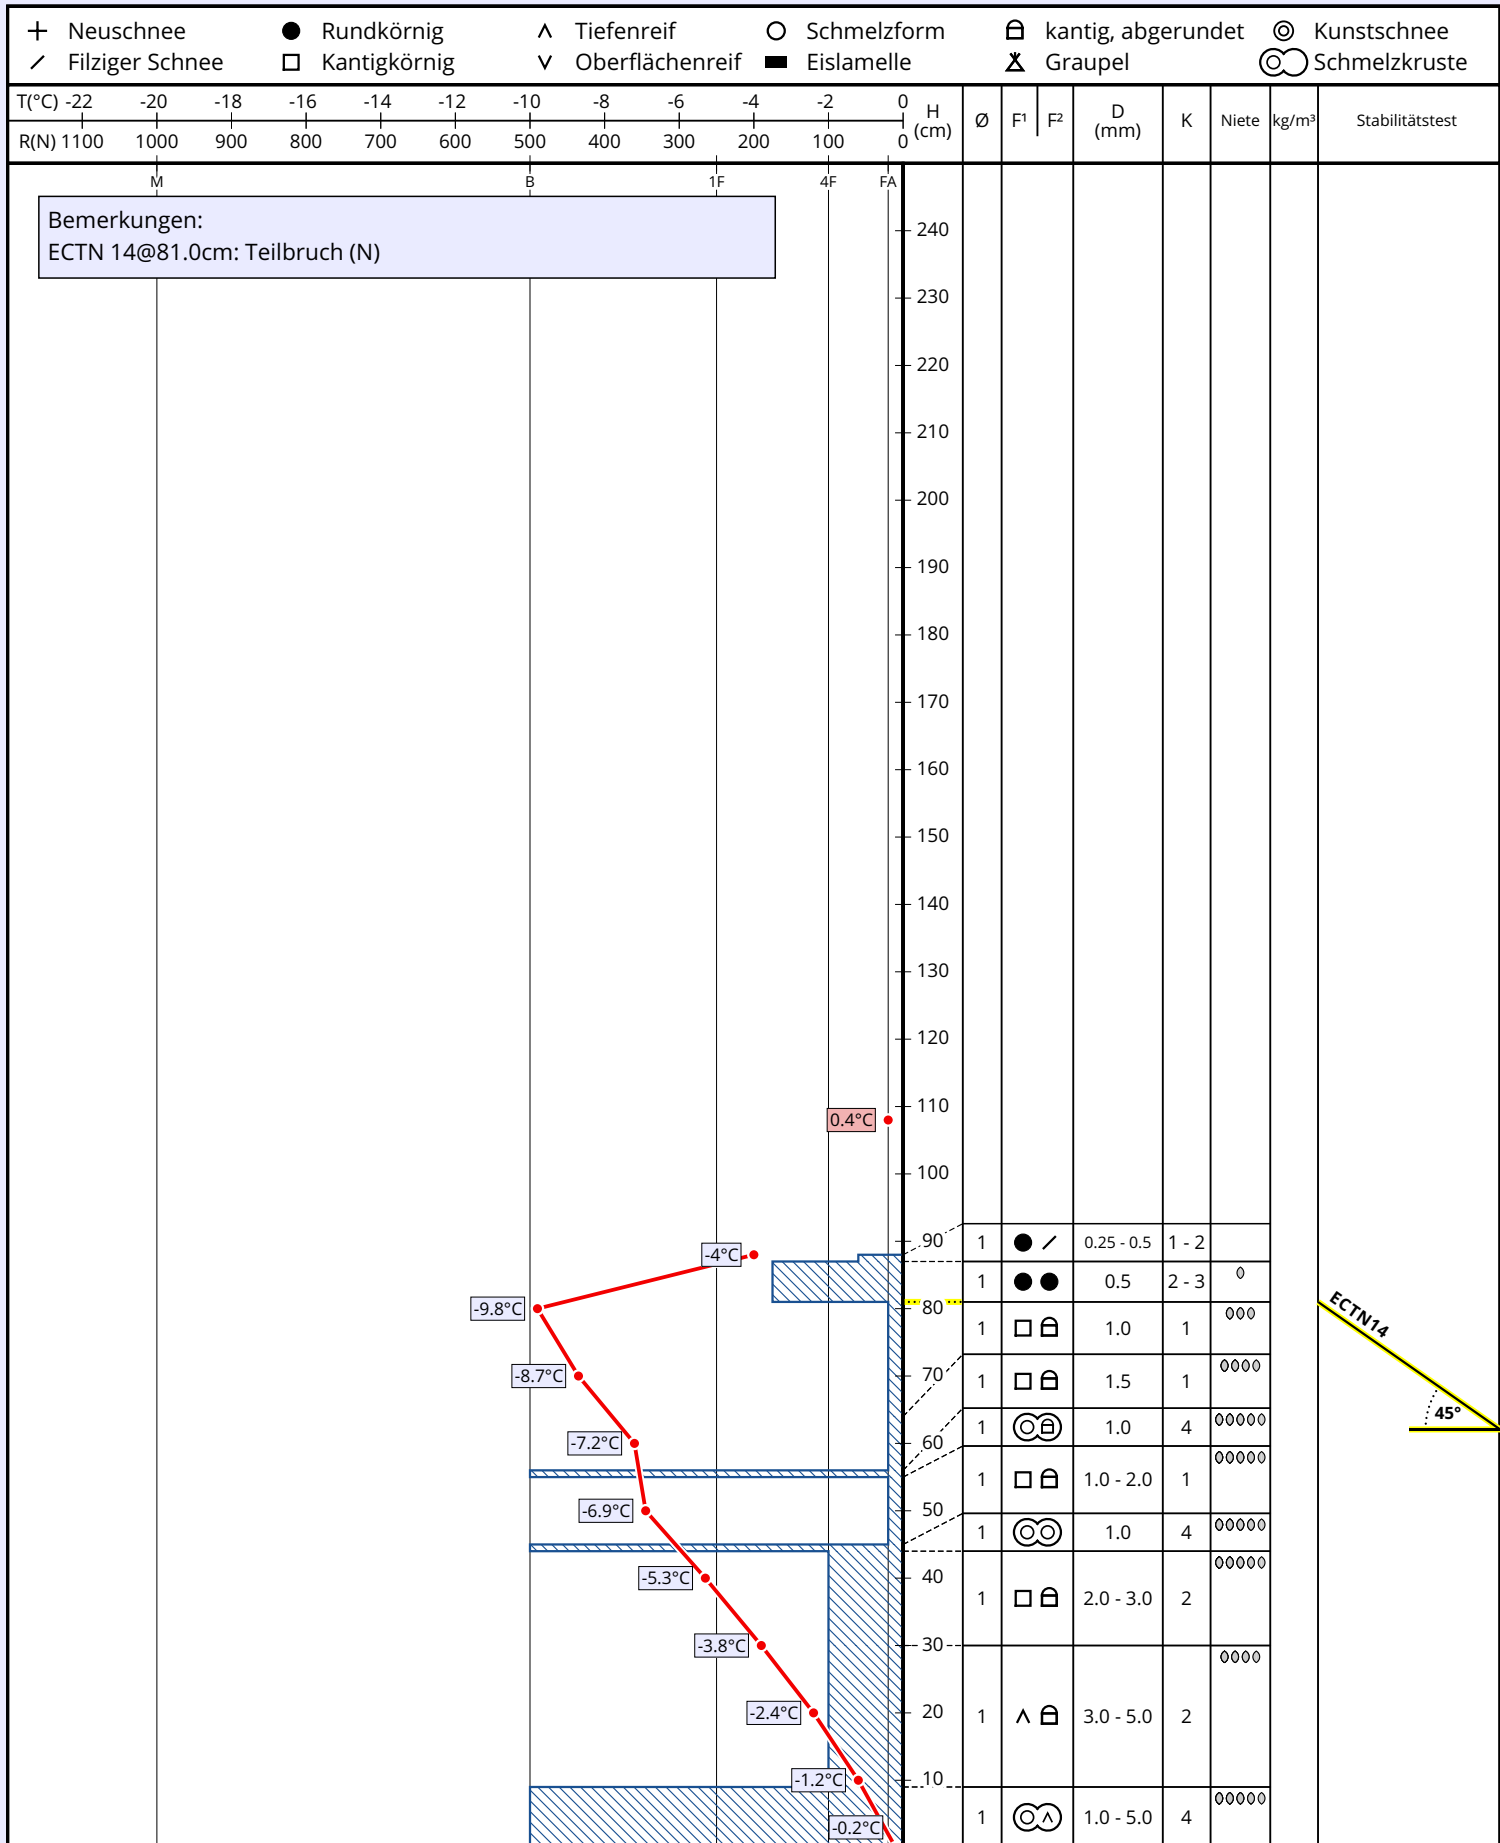 Neuschnee Rundkörnig Tiefenreif Schmelzform kantig, abgerundet Kunstschnee
Filziger Schnee Kantigkörnig Oberflächenreif Eislamelle Graupel Schmelzkruste
T(°C) -22 -20 -18 -16 -14 -12 -10 -8 -6 -4 -2 0
R(N) 1100 1000 900 800 700 600 500 400 300 200 100 0
H (cm) Ø F¹ F² D (mm) K Niete kg/m³ Stabilitätstest
M B 1F 4F FA
Bemerkungen:
ECTN 14@81.0cm: Teilbruch (N)
240
230
220
210
200
190
180
170
160
150
140
130
120
110
0.4°C
100
90
1 0.25 - 0.5 1 - 2
-4°C
1 0.5 2 - 3
-9.8°C 80
ECTN14
1 1.0 1
-8.7°C 70
1 1.5 1
45°
1 1.0 4
-7.2°C 60
1 1.0 - 2.0 1
-6.9°C 50
1 1.0 4
-5.3°C 40
1 2.0 - 3.0 2
-3.8°C 30
-2.4°C 20
1 3.0 - 5.0 2
-1.2°C 10
1 1.0 - 5.0 4
-0.2°C